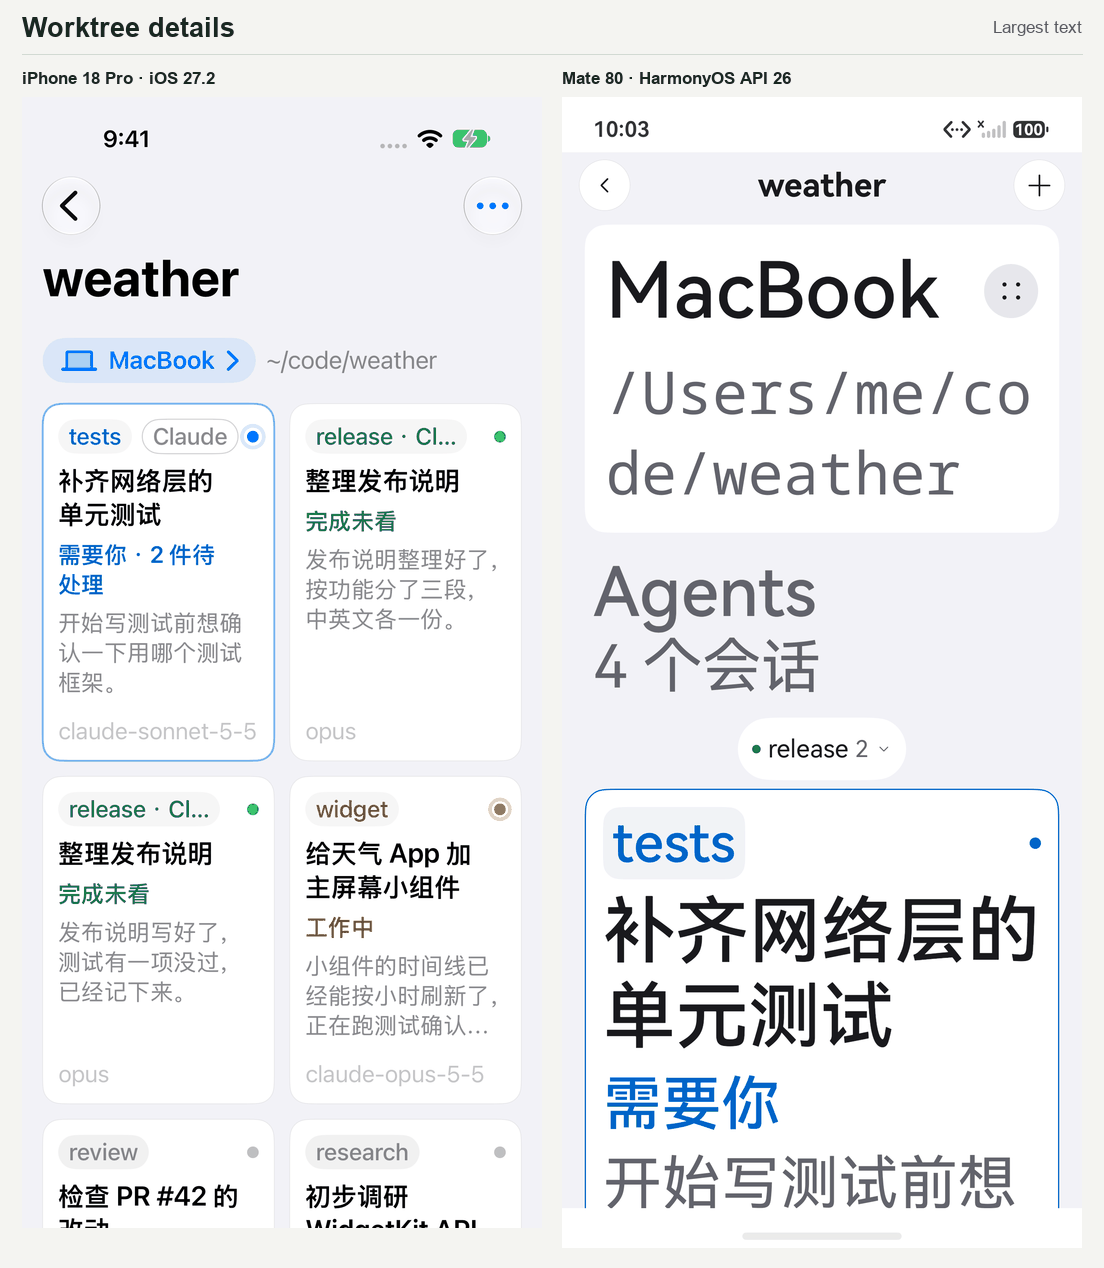 Worktree details
Largest text
iPhone 18 Pro · iOS 27.2
9:41
weather
MacBook
~/code/weather
tests
Claude
补齐网络层的
单元测试
需要你 · 2 件待
处理
开始写测试前想确
认一下用哪个测试
框架。
claude-sonnet-5-5
release · Cl...
整理发布说明
完成未看
发布说明整理好了，
按功能分了三段，
中英文各一份。
opus
release · Cl...
整理发布说明
完成未看
发布说明写好了，
测试有一项没过，
已经记下来。
opus
widget
给天气 App 加
主屏幕小组件
工作中
小组件的时间线已
经能按小时刷新了，
正在跑测试确认...
claude-opus-5-5
review
检查 PR #42 的
改动
research
初步调研
WidgetKit API
Mate 80 · HarmonyOS API 26
10:03
100
weather
MacBook
/Users/me/co
de/weather
Agents
4 个会话
release 2
tests
补齐网络层的
单元测试
需要你
开始写测试前想